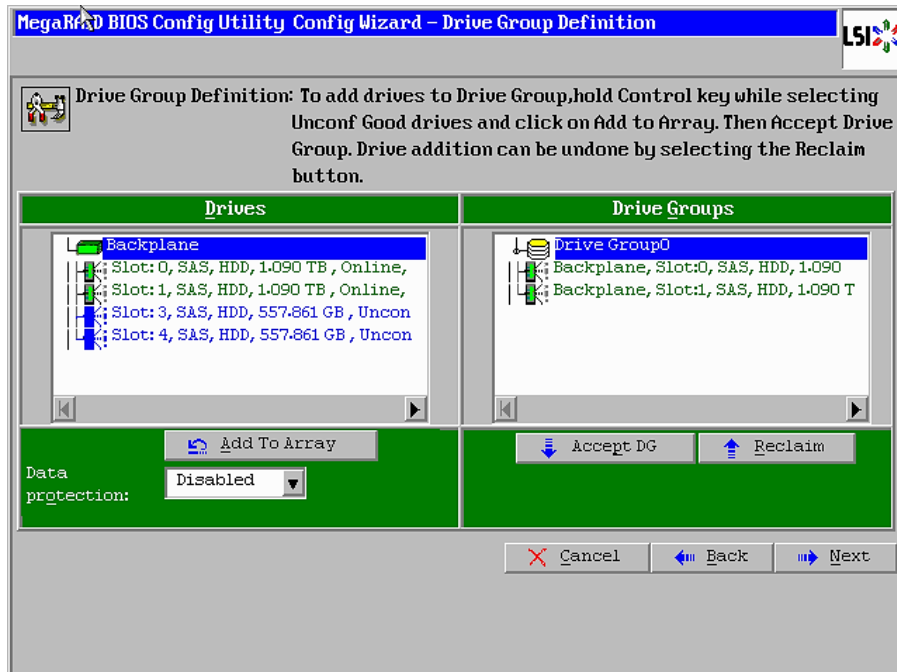 MegaRAID BIOS Config Utility Config Wizard – Drive Group Definition
LSI
Drive Group Definition: To add drives to Drive Group,hold Control key while selecting
Unconf Good drives and click on Add to Array. Then Accept Drive
Group. Drive addition can be undone by selecting the Reclaim
button.
Drives
Backplane
Slot: 0, SAS, HDD, 1.090 TB , Online,
Slot: 1, SAS, HDD, 1.090 TB , Online,
Slot: 3, SAS, HDD, 557.861 GB , Uncon
Slot: 4, SAS, HDD, 557.861 GB , Uncon
Add To Array
Data
protection:
Disabled
Drive Groups
Drive Group0
Backplane, Slot:0, SAS, HDD, 1.090
Backplane, Slot:1, SAS, HDD, 1.090 T
Accept DG
Reclaim
Cancel
Back
Next